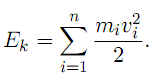 $E_k = \sum_{i=1}^{n} \frac{m_i v_i^2}{2}.$